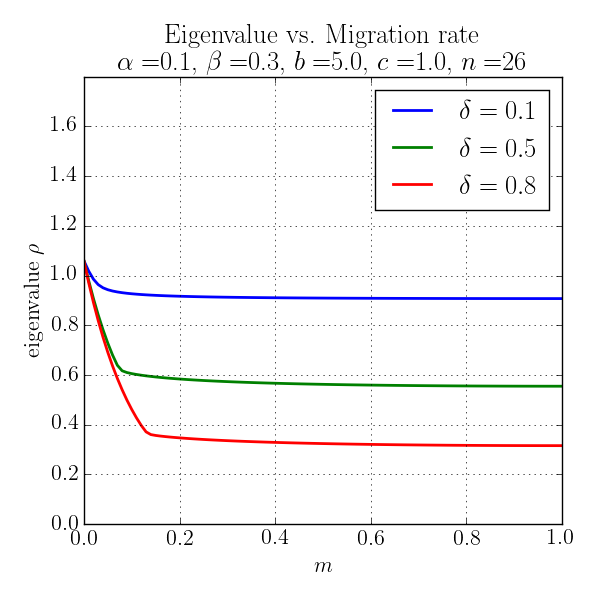 Eigenvalue vs. Migration rate
α =0.1, β =0.3, b =5.0, c =1.0, n =26
δ = 0.1
δ = 0.5
δ = 0.8
eigenvalue ρ
1.6
1.4
1.2
1.0
0.8
0.6
0.4
0.2
0.0
0.0 0.2 0.4 0.6 0.8 1.0
m